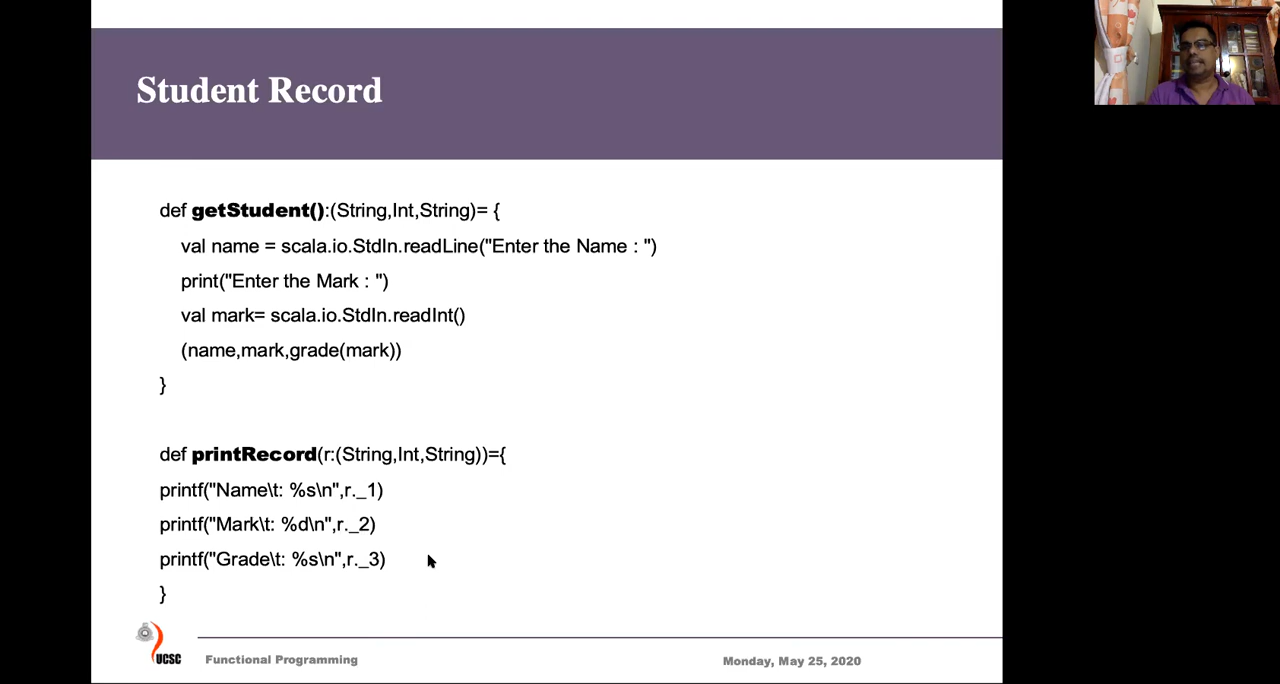 Student Record
def getStudent():(String,Int,String)= {
val name = scala.io.StdIn.readLine("Enter the Name : ")
print("Enter the Mark : ")
val mark= scala.io.StdIn.readInt()
(name,mark,grade(mark))
}
def printRecord(r:(String,Int,String))={
printf("Name\t: %s\n",r._1)
printf("Mark\t: %d\n",r._2)
printf("Grade\t: %s\n",r._3)
}
UCSC
Functional Programming
Monday, May 25, 2020